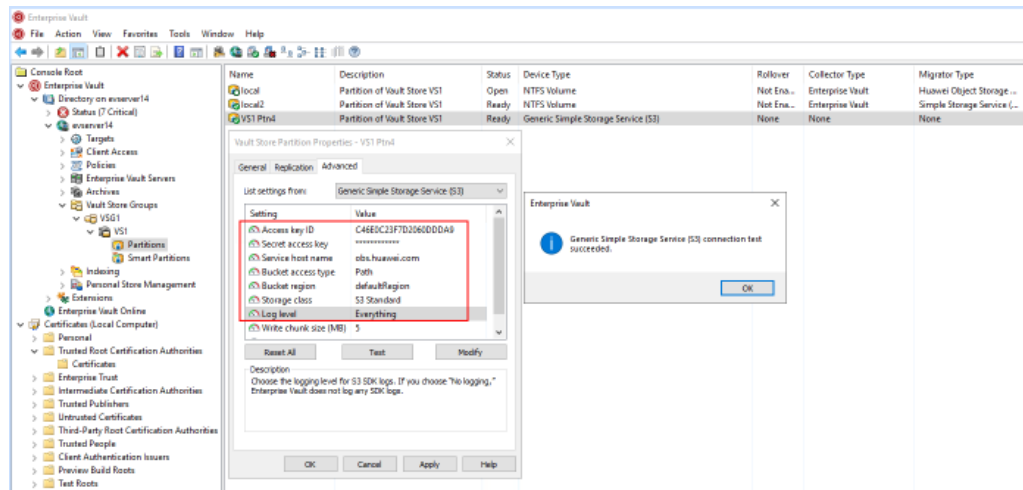 Enterprise Vault
File Action View Favorites Tools Window Help
Console Root
Enterprise Vault
Directory on evserver14
Status (7 Critical)
evserver14
Targets
Client Access
Policies
Enterprise Vault Servers
Archives
Vault Store Groups
VSG1
VS1
Partitions
Smart Partitions
Indexing
Personal Store Management
Extensions
Enterprise Vault Online
Certificates (Local Computer)
Personal
Trusted Root Certification Authorities
Certificates
Enterprise Trust
Intermediate Certification Authorities
Trusted Publishers
Untrusted Certificates
Third-Party Root Certification Authorities
Trusted People
Client Authentication Issuers
Preview Build Roots
Test Roots
Name Description Status Device Type Rollover Collector Type Migrator Type
local Partition of Vault Store VS1 Open NTFS Volume Not Ena... Enterprise Vault Huawei Object Storage ...
local2 Partition of Vault Store VS1 Ready NTFS Volume Not Ena... Enterprise Vault Simple Storage Service (...
VS1 Ptn4 Partition of Vault Store VS1 Ready Generic Simple Storage Service (S3) None None None
Vault Store Partition Properties - VS1 Ptn4
General Replication Advanced
List settings from: Generic Simple Storage Service (S3)
Setting Value
Access key ID C46E0C23F7D2060DDDA9
Secret access key ************
Service host name obs.huawei.com
Bucket access type Path
Bucket region defaultRegion
Storage class S3 Standard
Log level Everything
Write chunk size (MB) 5
Reset All Test Modify
Description
Choose the logging level for S3 SDK logs. If you choose "No logging,"
Enterprise Vault does not log any SDK logs.
OK Cancel Apply Help
Enterprise Vault
Generic Simple Storage Service (S3) connection test
succeeded.
OK